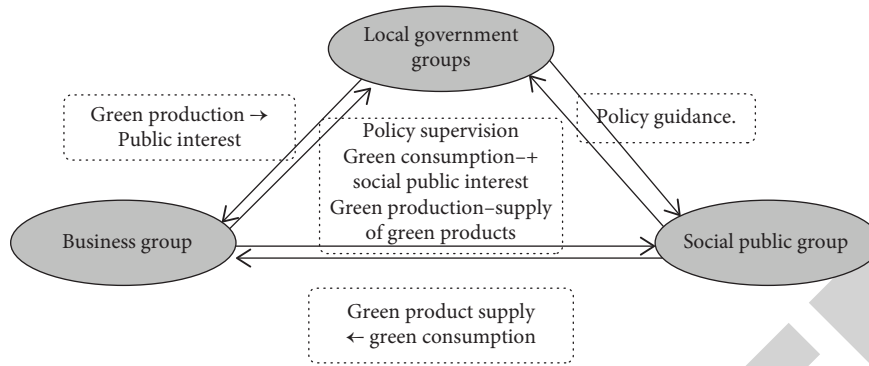 Local government
groups
Green production →
Public interest
Policy supervision
Green consumption–+
social public interest
Green production–supply
of green products
Policy guidance.
Business group
Social public group
Green product supply
← green consumption